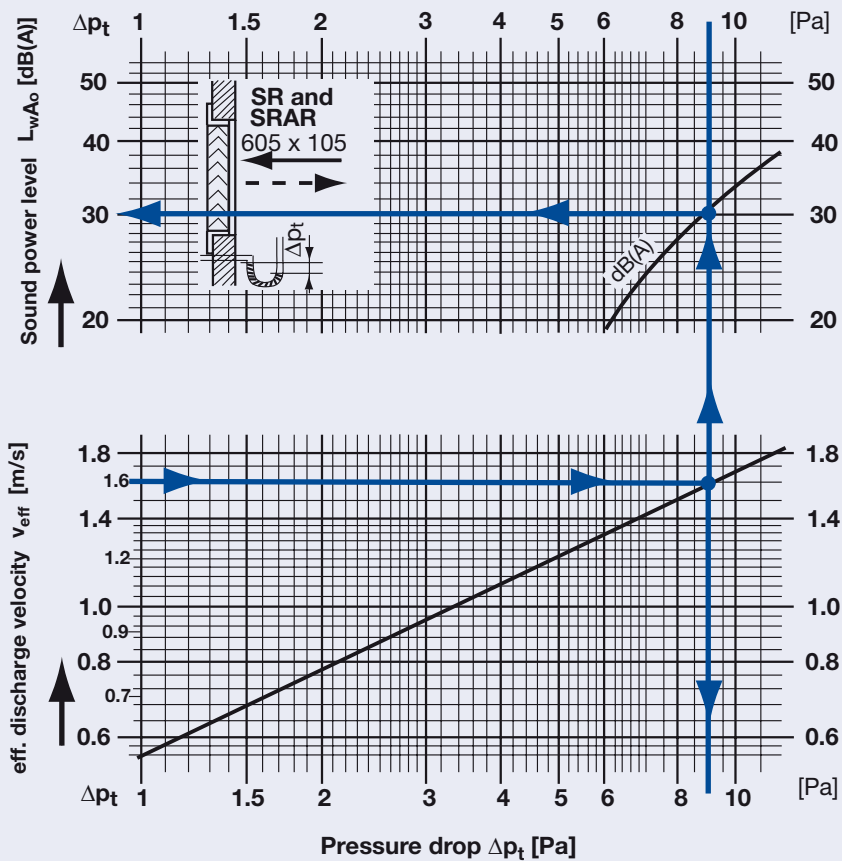 Δpt 1 1.5 2 3 4 5 6 8 10 [Pa]
Sound power level LwAo [dB(A)]
50 50
40 40
30 30
20 20
SR and
SRAR
605 x 105
Δpt
dB(A)
eff. discharge velocity veff [m/s]
1.8 1.8
1.6
1.4 1.4
1.2
1.0 1.0
0.9
0.8 0.8
0.7
0.6 0.6
Δpt 1 1.5 2 3 4 5 6 8 10 [Pa]
Pressure drop Δpt [Pa]